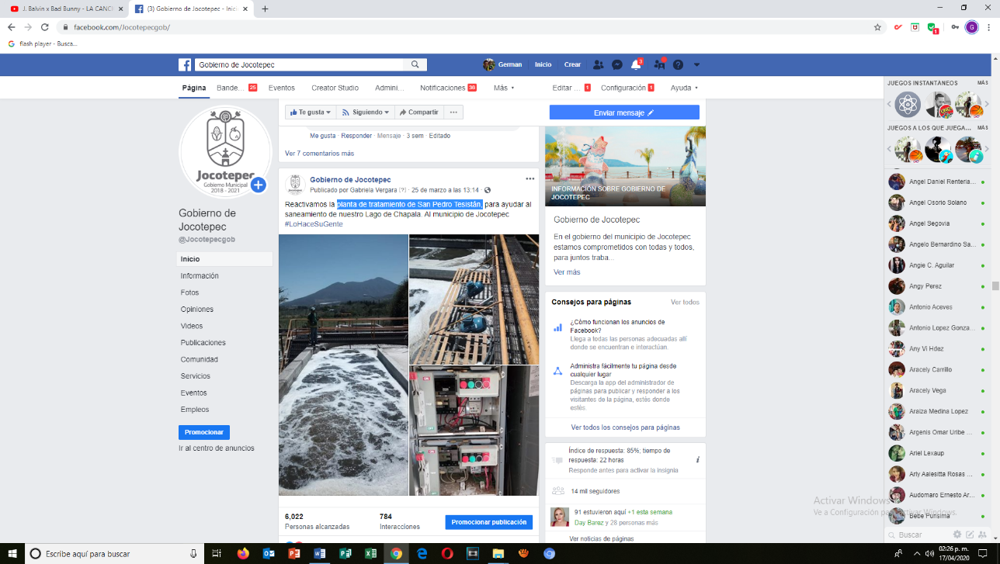 J. Balvin x Bad Bunny - LA CANCI
(3) Gobierno de Jocotepec - Inici
facebook.com/Jocotepecgob/
flash player - Busca...
Gobierno de Jocotepec
German
Inicio
Crear
3
Página
Bande... 25
Eventos
Creator Studio
Admini...
Notificaciones 36
Más
Editar ... 1
Configuración 1
Ayuda
Jocotepec
Gobierno Municipal
2018 - 2021
Gobierno de
Jocotepec
@Jocotepecgob
Inicio
Información
Fotos
Opiniones
Videos
Publicaciones
Comunidad
Servicios
Eventos
Empleos
Promocionar
Ir al centro de anuncios
Te gusta
Siguiendo
Compartir
Me gusta · Responder · Mensaje · 3 sem · Editado
Ver 7 comentarios más
Gobierno de Jocotepec
Publicado por Gabriela Vergara [?] · 25 de marzo a las 13:14 ·
Reactivamos la planta de tratamiento de San Pedro Tesistán, para ayudar al
saneamiento de nuestro Lago de Chapala. Al municipio de Jocotepec
#LoHaceSuGente
6,022
Personas alcanzadas
784
Interacciones
Promocionar publicación
Enviar mensaje
INFORMACIÓN SOBRE GOBIERNO DE
JOCOTEPEC
Gobierno de Jocotepec
En el gobierno del municipio de Jocotepec
estamos comprometidos con todas y todos,
para juntos traba...
Ver más
Consejos para páginas
Ver todos
¿Cómo funcionan los anuncios de
Facebook?
Llega a todas las personas adecuadas allí
donde se encuentran e interactúan.
Administra fácilmente tu página desde
cualquier lugar
Descarga la app del administrador de
páginas para publicar y responder a los
visitantes de la página, estés donde
estés.
Ver todos los consejos para páginas
Índice de respuesta: 85%; tiempo de
respuesta: 22 horas
Responde antes para activar la insignia
14 mil seguidores
91 estuvieron aquí +1 esta semana
Day Barez y 28 personas más
Ver noticias de páginas
JUEGOS INSTANTÁNEOS
MÁS
JUEGOS A LOS QUE JUEGA...
MÁS
Angel Daniel Renteria...
Angel Osorio Solano
Angel Segovia
Angelo Bernardino Sa...
Angie C. Aguilar
Angy Perez
Antonio Aceves
Antonio Lopez Gonza...
Any Vi Hdez
Aracely Carrillo
Aracely Vega
Araiza Medina Lopez
Argenis Omar Uribe ...
Ariel Lexaup
Arly Aalesitta Rosas ...
Audomaro Ernesto Ar...
Bebe Purisima
Buscar
Activar Windows
Ve a Configuración para activar Windows.
Escribe aquí para buscar
02:26 p. m.
17/04/2020